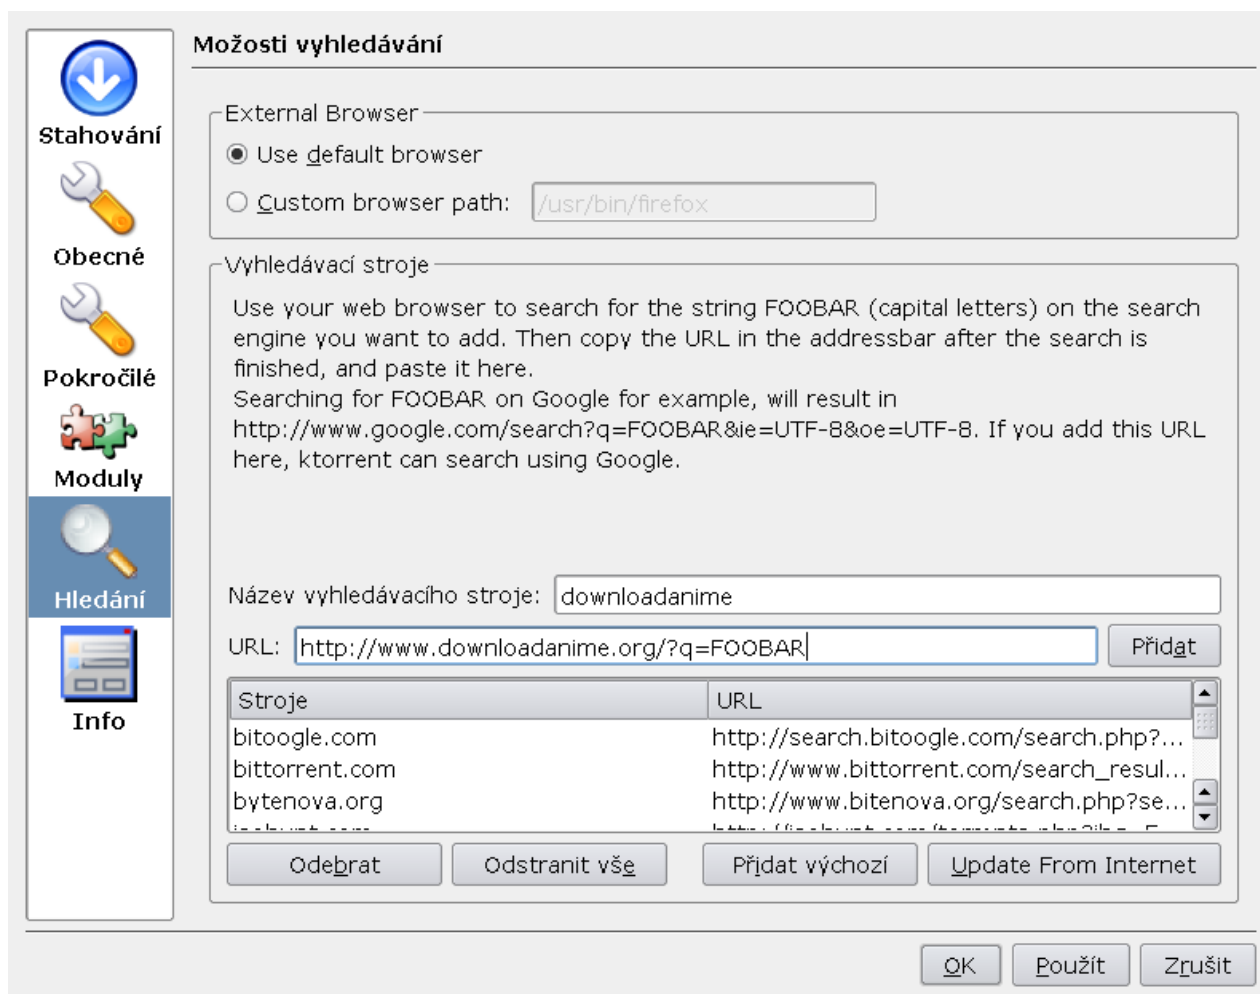 Možosti vyhledávání
Stahování
Obecné
Pokročilé
Moduly
Hledání
Info
External Browser
Use default browser
Custom browser path: /usr/bin/firefox
Vyhledávací stroje
Use your web browser to search for the string FOOBAR (capital letters) on the search
engine you want to add. Then copy the URL in the addressbar after the search is
finished, and paste it here.
Searching for FOOBAR on Google for example, will result in
http://www.google.com/search?q=FOOBAR&ie=UTF-8&oe=UTF-8. If you add this URL
here, ktorrent can search using Google.
Název vyhledávacího stroje: downloadanime
URL: http://www.downloadanime.org/?q=FOOBAR Přidat
Stroje URL
bitoogle.com http://search.bitoogle.com/search.php?...
bittorrent.com http://www.bittorrent.com/search_resul...
bytenova.org http://www.bitenova.org/search.php?se...
Odebrat Odstranit vše Přidat výchozí Update From Internet
OK Použít Zrušit